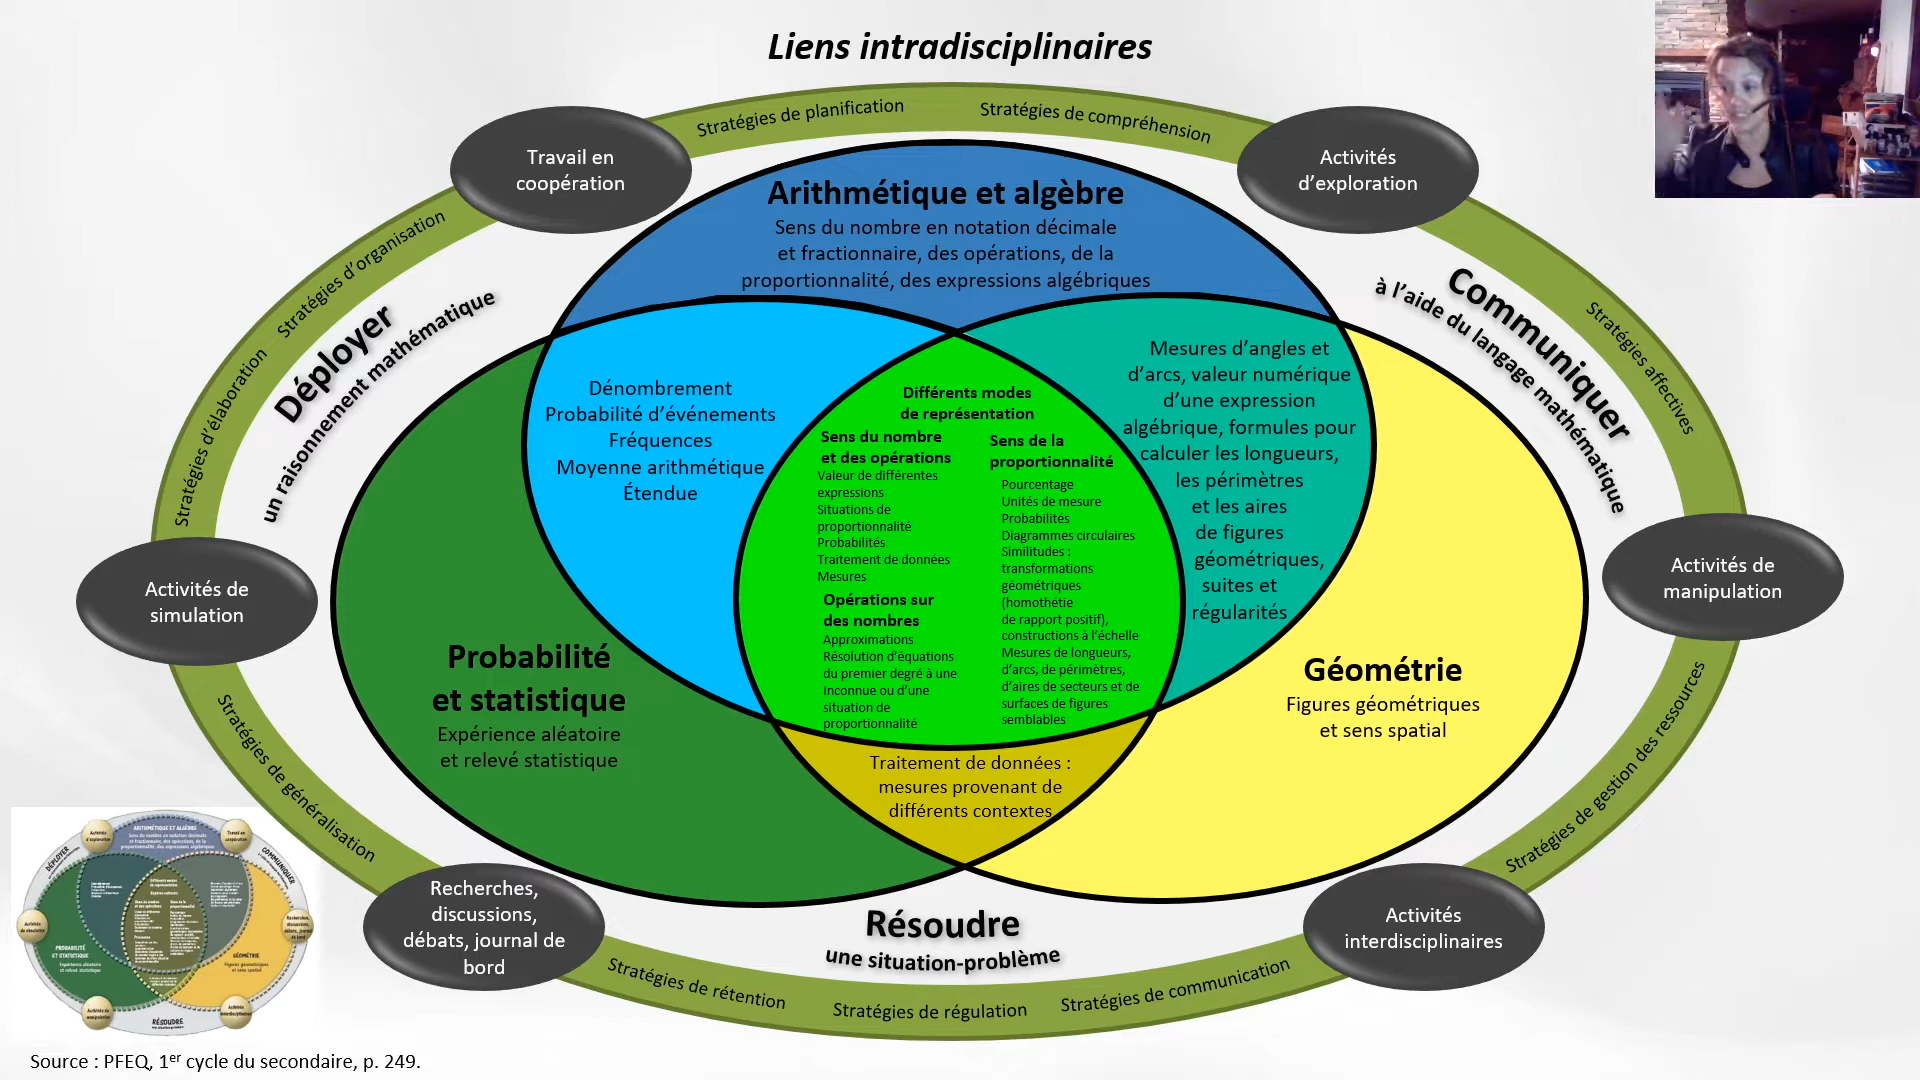 Liens intradisciplinaires
Stratégies de planification
Stratégies de compréhension
Travail en
coopération
Activités
d’exploration
Stratégies d’organisation
Stratégies d’élaboration
Stratégies affectives
Déployer
un raisonnement mathématique
Communiquer
à l’aide du langage mathématique
Arithmétique et algèbre
Sens du nombre en notation décimale
et fractionnaire, des opérations, de la
proportionnalité, des expressions algébriques
Dénombrement
Probabilité d’événements
Fréquences
Moyenne arithmétique
Étendue
Différents modes
de représentation
Sens du nombre
et des opérations
Valeur de différentes
expressions
Situations de
proportionnalité
Probabilités
Traitement de données
Mesures
Opérations sur
des nombres
Approximations
Résolution d’équations
du premier degré à une
Inconnue ou d’une
situation de
proportionnalité
Sens de la
proportionnalité
Pourcentage
Unités de mesure
Probabilités
Diagrammes circulaires
Similitudes :
transformations
géométriques
(homothétie
de rapport positif),
constructions à l’échelle
Mesures de longueurs,
d’arcs, de périmètres,
d’aires de secteurs et de
surfaces de figures
semblables
Mesures d’angles et
d’arcs, valeur numérique
d’une expression
algébrique, formules pour
calculer les longueurs,
les périmètres
et les aires
de figures
géométriques,
suites et
régularités
Activités de
simulation
Activités de
manipulation
Probabilité
et statistique
Expérience aléatoire
et relevé statistique
Géométrie
Figures géométriques
et sens spatial
Traitement de données :
mesures provenant de
différents contextes
Stratégies de généralisation
Stratégies de gestion des ressources
Recherches,
discussions,
débats, journal de
bord
Activités
interdisciplinaires
Résoudre
une situation-problème
Stratégies de rétention
Stratégies de régulation
Stratégies de communication
ARITHMÉTIQUE ET ALGÈBRE
DÉPLOYER
COMMUNIQUER
PROBABILITÉ
ET STATISTIQUE
GÉOMÉTRIE
RÉSOUDRE
Source : PFEQ, 1er cycle du secondaire, p. 249.